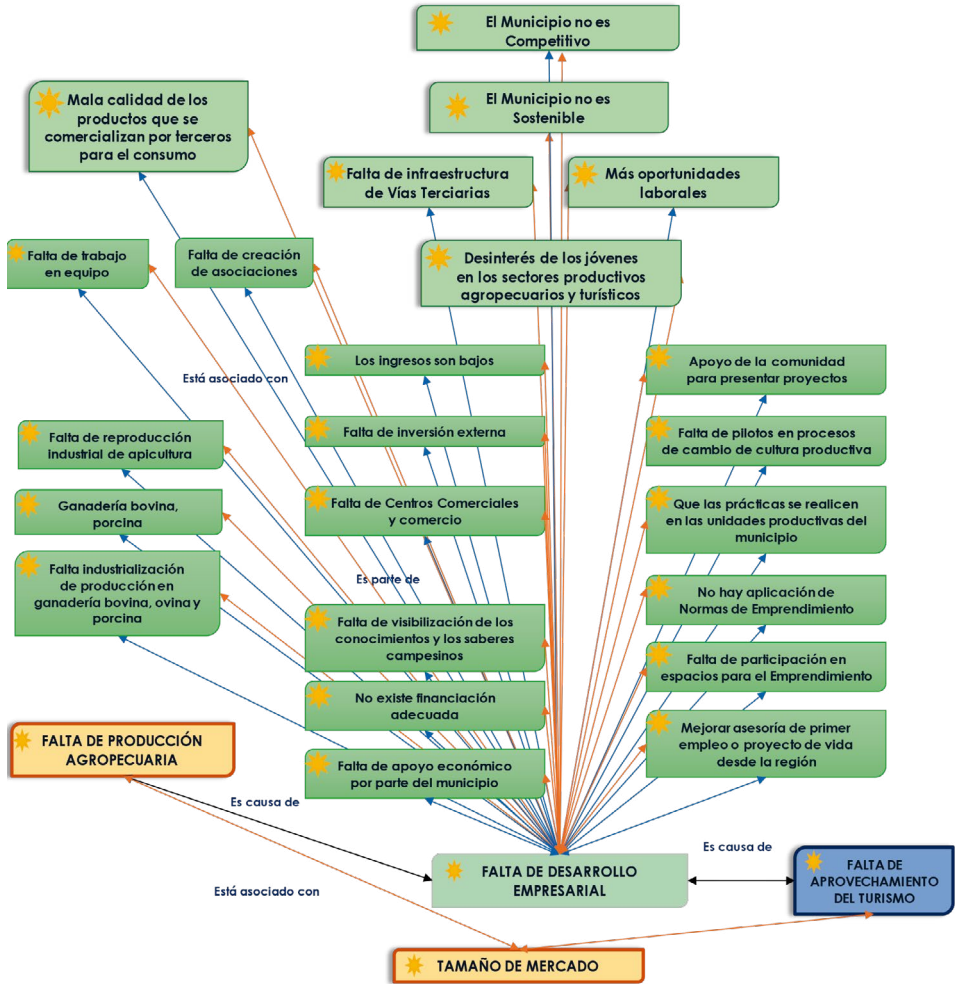 El Municipio no es
Competitivo
El Municipio no es
Sostenible
Mala calidad de los
productos que se
comercializan por terceros
para el consumo
Falta de infraestructura
de Vías Terciarias
Más oportunidades
laborales
Falta de trabajo
en equipo
Falta de creación
de asociaciones
Desinterés de los jóvenes
en los sectores productivos
agropecuarios y turísticos
Los ingresos son bajos
Apoyo de la comunidad
para presentar proyectos
Está asociado con
Falta de reproducción
Industrial de apicultura
Falta de inversión externa
Falta de pilotos en procesos
de cambio de cultura productiva
Ganadería bovina,
porcina
Falta de Centros Comerciales
y comercio
Que las prácticas se realicen
en las unidades productivas del
municipio
Falta industrialización
de producción en
ganadería bovina, ovina y
porcina
Es parte de
No hay aplicación de
Normas de Emprendimiento
Falta de visibilización de los
conocimientos y los saberes
campesinos
Falta de participación en
espacios para el Emprendimiento
No existe financiación
adecuada
Mejorar asesoría de primer
empleo o proyecto de vida
desde la región
FALTA DE PRODUCCIÓN
AGROPECUARIA
Falta de apoyo económico
por parte del municipio
Es causa de
Es causa de
FALTA DE DESARROLLO
EMPRESARIAL
FALTA DE
APROVECHAMIENTO
DEL TURISMO
Está asociado con
TAMAÑO DE MERCADO